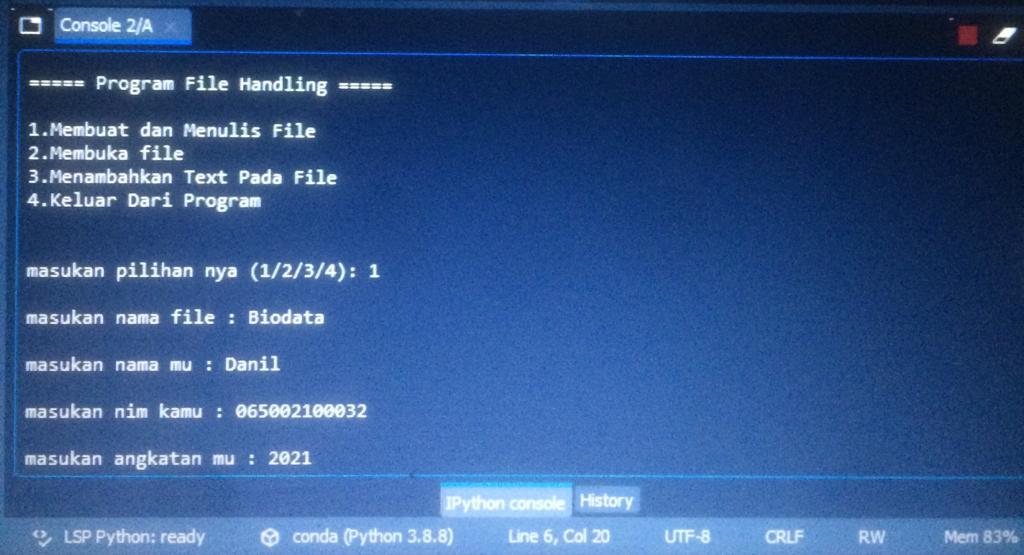 Console 2/A
===== Program File Handling =====
1.Membuat dan Menulis File
2.Membuka file
3.Menambahkan Text Pada File
4.Keluar Dari Program
masukan pilihan nya (1/2/3/4): 1
masukan nama file : Biodata
masukan nama mu : Danil
masukan nim kamu : 065002100032
masukan angkatan mu : 2021
IPython console History
LSP Python: ready conda (Python 3.8.8) Line 6, Col 20 UTF-8 CRLF RW Mem 83%